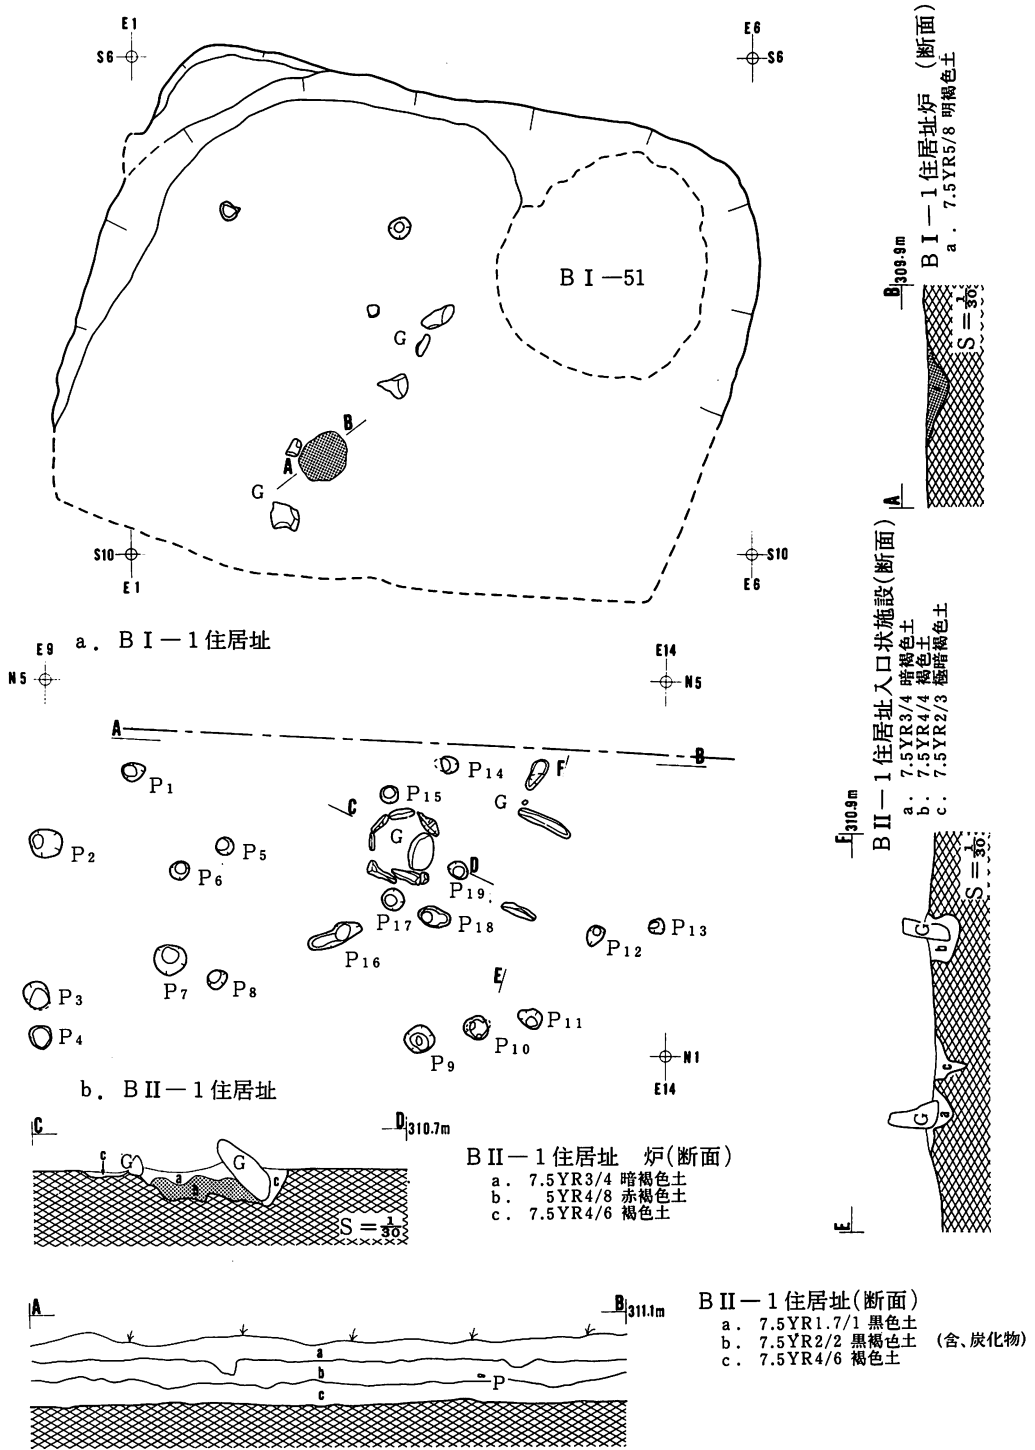 E1
S6
E6
S6
BⅠ-51
G
B
A
G
S10
E1
S10
E6
a. BⅠ-1住居址
BⅠ-1住居址炉 (断面)
a. 7.5YR5/8 明褐色土
B 309.9m
S=1/30
A
E9
N5
E14
N5
A
B
P1
P2
P3
P4
P5
P6
P7
P8
P9
P10
P11
P12
P13
P14
P15
P16
P17
P18
P19
C
D
E
F
G
G
N1
E14
b. BⅡ-1住居址
BⅡ-1住居址入口状施設(断面)
a. 7.5YR3/4 暗褐色土
b. 7.5YR4/4 褐色土
c. 7.5YR2/3 極暗褐色土
F 310.9m
S=1/30
G
b
c
G
a
E
C
D 310.7m
c
G
G
a
b
c
S=1/30
BⅡ-1住居址 炉(断面)
a. 7.5YR3/4 暗褐色土
b. 5YR4/8 赤褐色土
c. 7.5YR4/6 褐色土
A
B 311.1m
a
b
P
c
BⅡ-1住居址(断面)
a. 7.5YR1.7/1 黒色土
b. 7.5YR2/2 黒褐色土 (含、炭化物)
c. 7.5YR4/6 褐色土